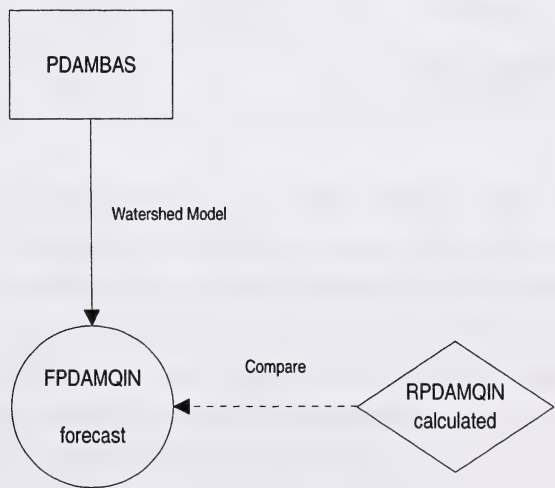 PDAMBAS
Watershed Model
FPDAMQIN
forecast
Compare
RPDAMQIN
calculated